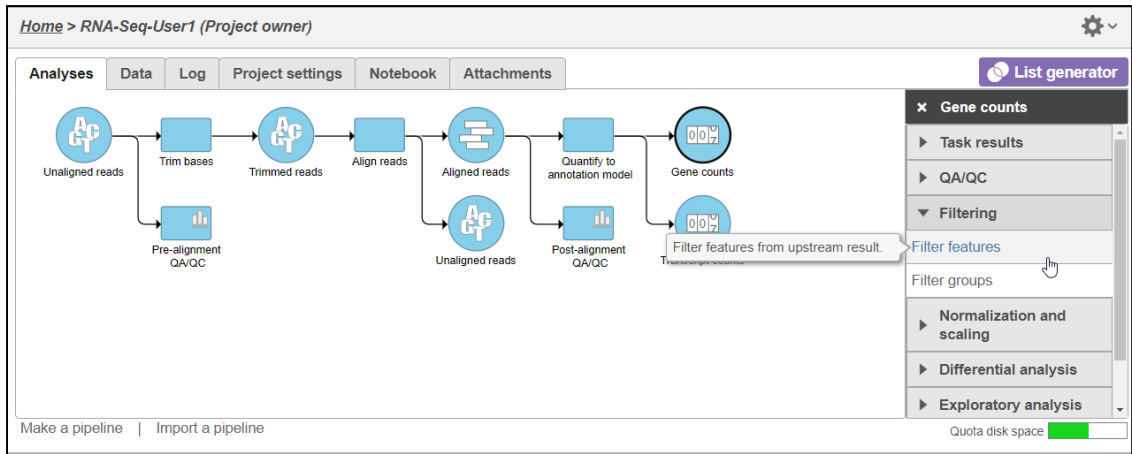 Home > RNA-Seq-User1 (Project owner)
Analyses
Data
Log
Project settings
Notebook
Attachments
List generator
Unaligned reads
Trim bases
Trimmed reads
Align reads
Aligned reads
Quantify to
annotation model
Gene counts
Pre-alignment
QA/QC
Unaligned reads
Post-alignment
QA/QC
Transcript counts
Filter features from upstream result.
× Gene counts
Task results
QA/QC
Filtering
Filter features
Filter groups
Normalization and
scaling
Differential analysis
Exploratory analysis
Make a pipeline | Import a pipeline
Quota disk space